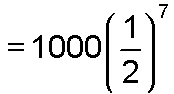 = 1000(1/2)^7